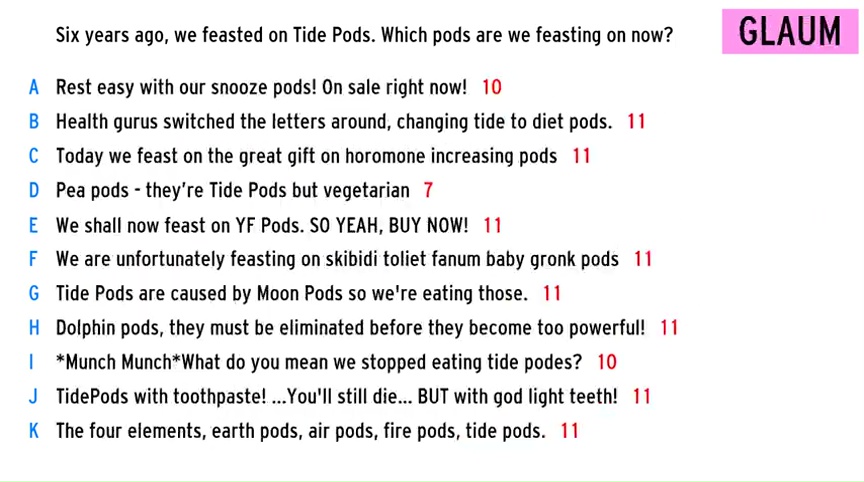 Six years ago, we feasted on Tide Pods. Which pods are we feasting on now?
GLAUM
A Rest easy with our snooze pods! On sale right now! 10
B Health gurus switched the letters around, changing tide to diet pods. 11
C Today we feast on the great gift on horomone increasing pods 11
D Pea pods - they're Tide Pods but vegetarian 7
E We shall now feast on YF Pods. SO YEAH, BUY NOW! 11
F We are unfortunately feasting on skibidi toliet fanum baby gronk pods 11
G Tide Pods are caused by Moon Pods so we're eating those. 11
H Dolphin pods, they must be eliminated before they become too powerful! 11
I *Munch Munch*What do you mean we stopped eating tide podes? 10
J TidePods with toothpaste! ...You'll still die... BUT with god light teeth! 11
K The four elements, earth pods, air pods, fire pods, tide pods. 11